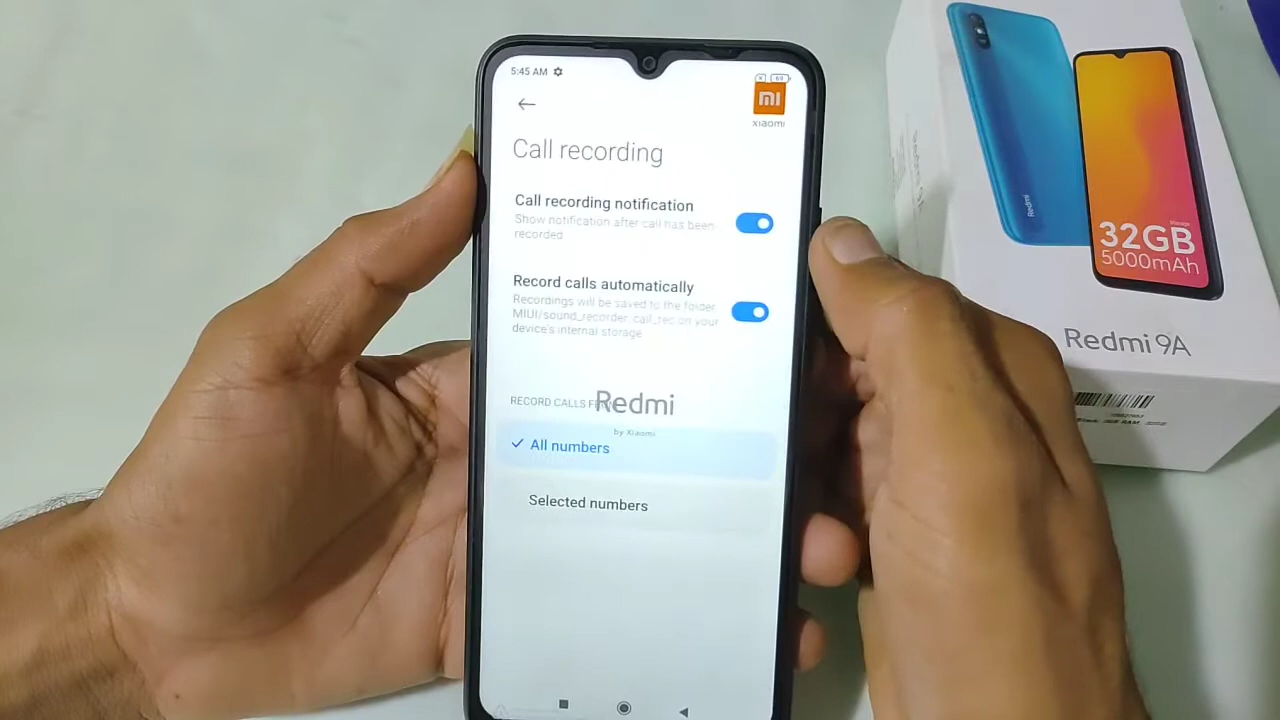 5:45 AM
69
xiaomi
Call recording
Call recording notification
Show notification after call has been
recorded
Record calls automatically
Recordings will be saved to the folder
MIUI/sound_recorder call_rec on your
device's internal storage
RECORD CALLS
Redmi
by Xiaomi
All numbers
Selected numbers
Redmi
32GB
5000mAh
Redmi 9A